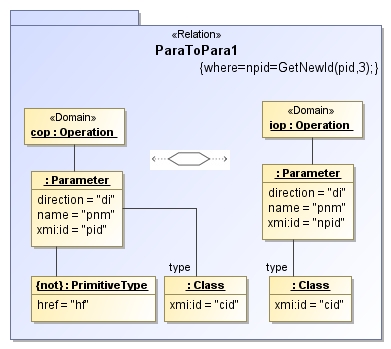 «Relation»
ParaToPara1
{where=npid=GetNewId(pid,3);}
«Domain»
cop : Operation
«Domain»
iop : Operation
: Parameter
direction = "di"
name = "pnm"
xmi:id = "pid"
: Parameter
direction = "di"
name = "pnm"
xmi:id = "npid"
type
type
{not} : PrimitiveType
href = "hf"
: Class
xmi:id = "cid"
: Class
xmi:id = "cid"